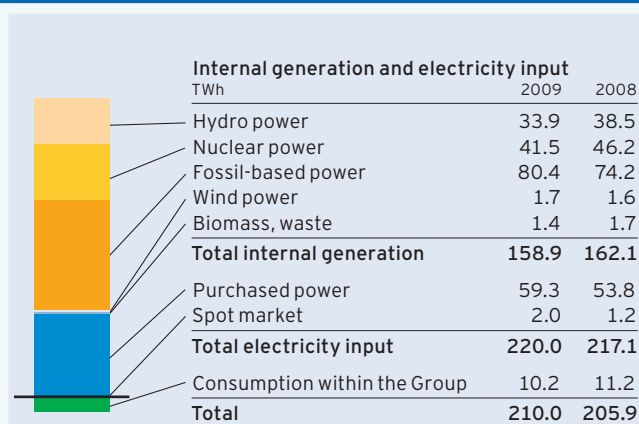 Internal generation and electricity input
TWh 2009 2008
Hydro power 33.9 38.5
Nuclear power 41.5 46.2
Fossil-based power 80.4 74.2
Wind power 1.7 1.6
Biomass, waste 1.4 1.7
Total internal generation 158.9 162.1
Purchased power 59.3 53.8
Spot market 2.0 1.2
Total electricity input 220.0 217.1
Consumption within the Group 10.2 11.2
Total 210.0 205.9